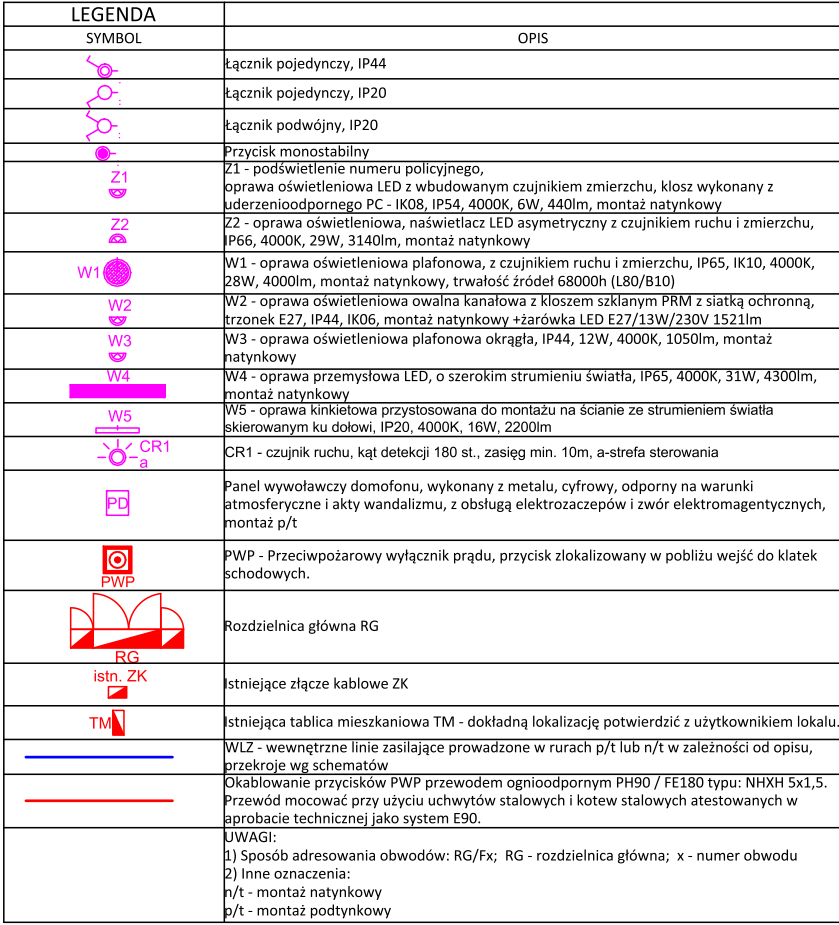 LEGENDA
SYMBOL OPIS
Łącznik pojedynczy, IP44
Łącznik pojedynczy, IP20
Łącznik podwójny, IP20
Przycisk monostabilny
Z1
Z1 - podświetlenie numeru policyjnego,
oprawa oświetleniowa LED z wbudowanym czujnikiem zmierzchu, klosz wykonany z
uderzenioodpornego PC - IK08, IP54, 4000K, 6W, 440lm, montaż natynkowy
Z2
Z2 - oprawa oświetleniowa, naświetlacz LED asymetryczny z czujnikiem ruchu i zmierzchu,
IP66, 4000K, 29W, 3140lm, montaż natynkowy
W1
W1 - oprawa oświetleniowa plafonowa, z czujnikiem ruchu i zmierzchu, IP65, IK10, 4000K,
28W, 4000lm, montaż natynkowy, trwałość źródeł 68000h (L80/B10)
W2
W2 - oprawa oświetleniowa owalna kanałowa z kloszem szklanym PRM z siatką ochronną,
trzonek E27, IP44, IK06, montaż natynkowy +żarówka LED E27/13W/230V 1521lm
W3
W3 - oprawa oświetleniowa plafonowa okrągła, IP44, 12W, 4000K, 1050lm, montaż
natynkowy
W4
W4 - oprawa przemysłowa LED, o szerokim strumieniu światła, IP65, 4000K, 31W, 4300lm,
montaż natynkowy
W5
W5 - oprawa kinkietowa przystosowana do montażu na ścianie ze strumieniem światła
skierowanym ku dołowi, IP20, 4000K, 16W, 2200lm
CR1
a
CR1 - czujnik ruchu, kąt detekcji 180 st., zasięg min. 10m, a-strefa sterowania
PD
Panel wywoławczy domofonu, wykonany z metalu, cyfrowy, odporny na warunki
atmosferyczne i akty wandalizmu, z obsługą elektrozaczepów i zwór elektromagentycznych,
montaż p/t
PWP
PWP - Przeciwpożarowy wyłącznik prądu, przycisk zlokalizowany w pobliżu wejść do klatek
schodowych.
RG
Rozdzielnica główna RG
istn. ZK
Istniejące złącze kablowe ZK
TM
Istniejąca tablica mieszkaniowa TM - dokładną lokalizację potwierdzić z użytkownikiem lokalu.
WLZ - wewnętrzne linie zasilające prowadzone w rurach p/t lub n/t w zależności od opisu,
przekroje wg schematów
Okablowanie przycisków PWP przewodem ognioodpornym PH90 / FE180 typu: NHXH 5x1,5.
Przewód mocować przy użyciu uchwytów stalowych i kotew stalowych atestowanych w
aprobacie technicznej jako system E90.
UWAGI:
1) Sposób adresowania obwodów: RG/Fx; RG - rozdzielnica główna; x - numer obwodu
2) Inne oznaczenia:
n/t - montaż natynkowy
p/t - montaż podtynkowy